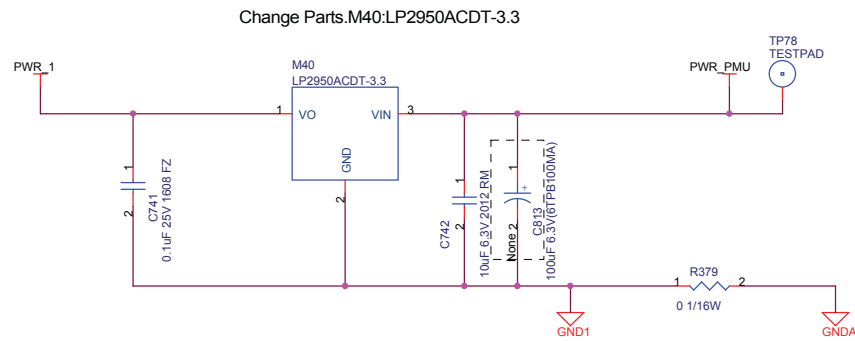 Change Parts.M40:LP2950ACDT-3.3
TP78
TESTPAD
PWR_1
M40
LP2950ACDT-3.3
PWR_PMU
1
VO
VIN
3
GND
2
1
2
C741
0.1uF 25V 1608 FZ
1
2
C742
10uF 6.3V 2012 RM
1
+
None 2
C813
100uF 6.3V(6TPB100MA)
R379
1
2
0 1/16W
GND1
GNDA